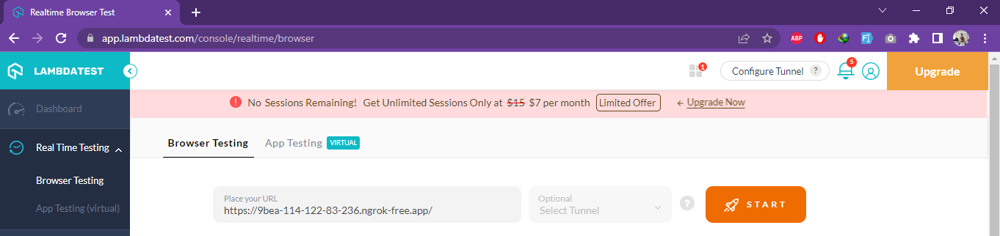 Realtime Browser Test
app.lambdatest.com/console/realtime/browser
ABP
LAMBDATEST
1
Configure Tunnel ?
5
Upgrade
No Sessions Remaining! Get Unlimited Sessions Only at $15 $7 per month Limited Offer ← Upgrade Now
Dashboard
Real Time Testing
Browser Testing
App Testing (virtual)
Browser Testing App Testing VIRTUAL
Place your URL
https://9bea-114-122-83-236.ngrok-free.app/
Optional
Select Tunnel
?
START